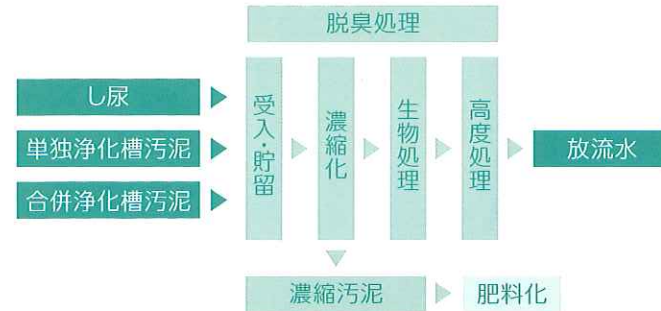 脱臭処理
し尿
単独浄化槽汚泥
合併浄化槽汚泥
受入・貯留
濃縮化
生物処理
高度処理
放流水
濃縮汚泥
肥料化